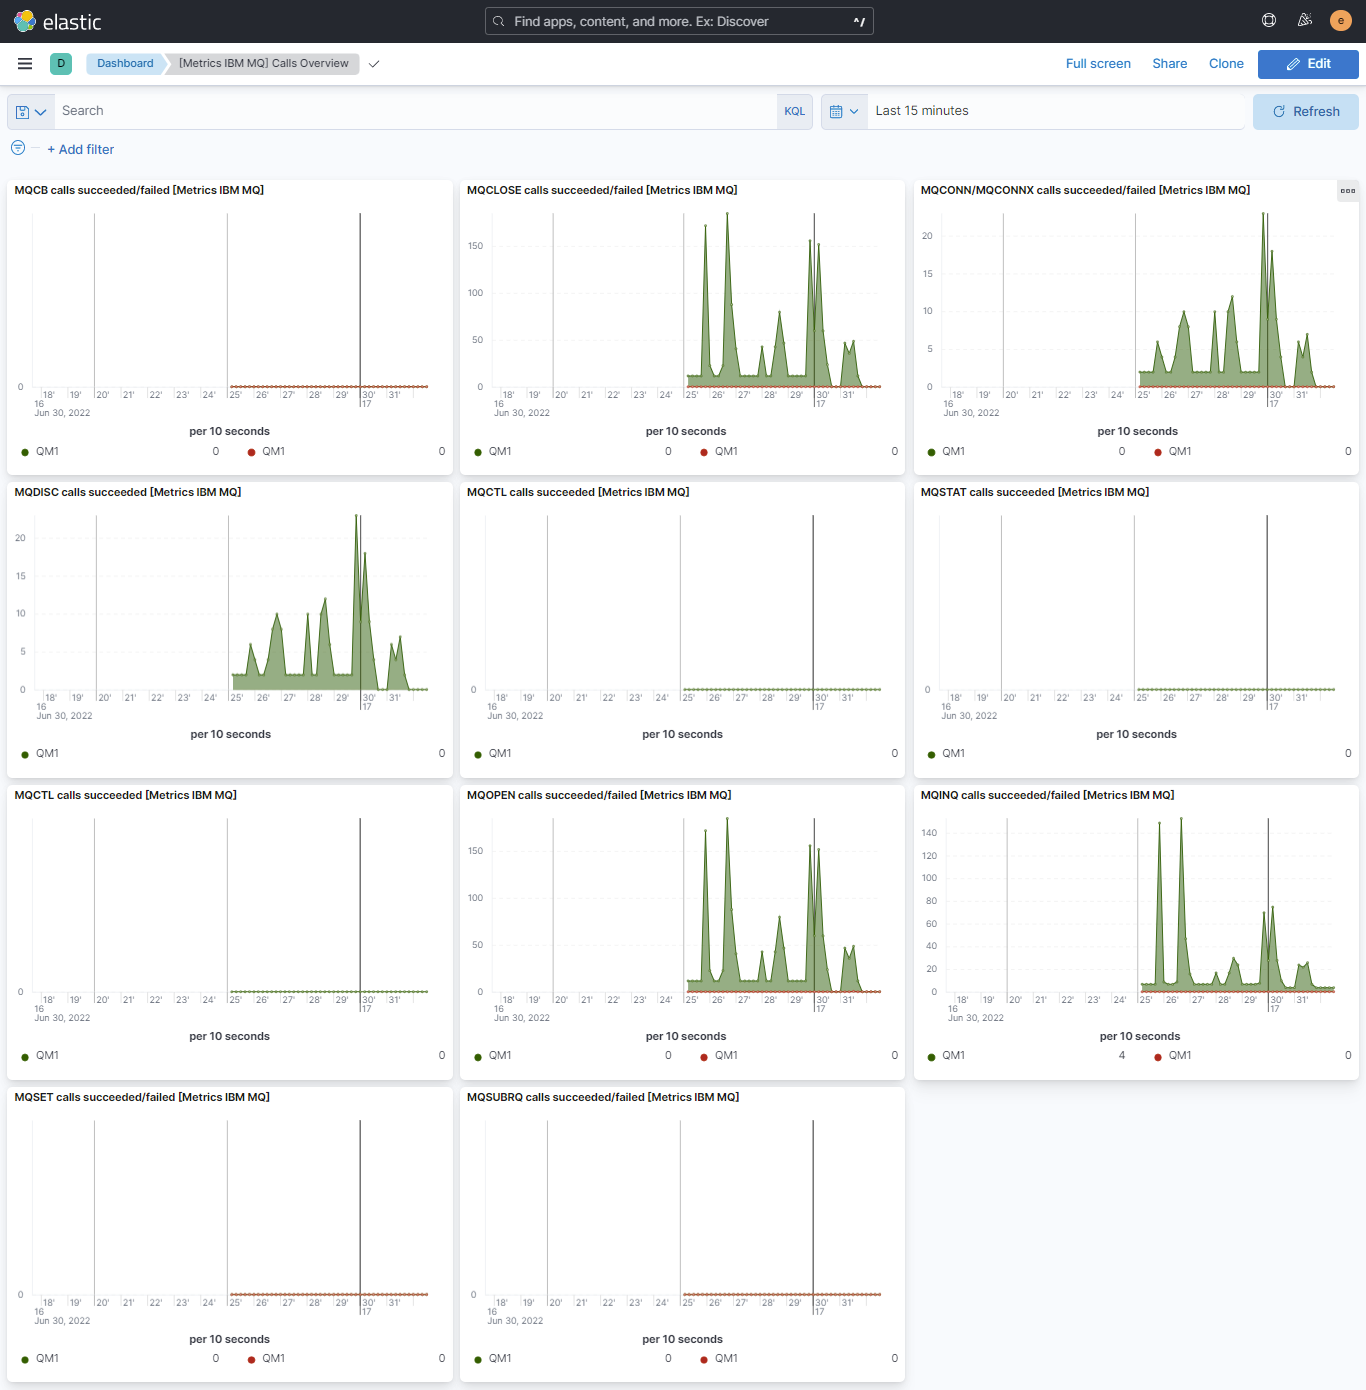 elastic
Find apps, content, and more. Ex: Discover
^/
e
D
Dashboard
[Metrics IBM MQ] Calls Overview
Full screen
Share
Clone
Edit
Search
KQL
Last 15 minutes
Refresh
+ Add filter
MQCB calls succeeded/failed [Metrics IBM MQ]
0
18' 19' 20' 21' 22' 23' 24' 25' 26' 27' 28' 29' 30' 31'
16 17
Jun 30, 2022
per 10 seconds
QM1 0 QM1 0
MQCLOSE calls succeeded/failed [Metrics IBM MQ]
150
100
50
0
18' 19' 20' 21' 22' 23' 24' 25' 26' 27' 28' 29' 30' 31'
16 17
Jun 30, 2022
per 10 seconds
QM1 0 QM1 0
MQCONN/MQCONNX calls succeeded/failed [Metrics IBM MQ]
20
15
10
5
0
18' 19' 20' 21' 22' 23' 24' 25' 26' 27' 28' 29' 30' 31'
16 17
Jun 30, 2022
per 10 seconds
QM1 0 QM1 0
MQDISC calls succeeded [Metrics IBM MQ]
20
15
10
5
0
18' 19' 20' 21' 22' 23' 24' 25' 26' 27' 28' 29' 30' 31'
16 17
Jun 30, 2022
per 10 seconds
QM1 0
MQCTL calls succeeded [Metrics IBM MQ]
0
18' 19' 20' 21' 22' 23' 24' 25' 26' 27' 28' 29' 30' 31'
16 17
Jun 30, 2022
per 10 seconds
QM1 0
MQSTAT calls succeeded [Metrics IBM MQ]
0
18' 19' 20' 21' 22' 23' 24' 25' 26' 27' 28' 29' 30' 31'
16 17
Jun 30, 2022
per 10 seconds
QM1 0
MQCTL calls succeeded [Metrics IBM MQ]
0
18' 19' 20' 21' 22' 23' 24' 25' 26' 27' 28' 29' 30' 31'
16 17
Jun 30, 2022
per 10 seconds
QM1 0
MQOPEN calls succeeded/failed [Metrics IBM MQ]
150
100
50
0
18' 19' 20' 21' 22' 23' 24' 25' 26' 27' 28' 29' 30' 31'
16 17
Jun 30, 2022
per 10 seconds
QM1 0 QM1 0
MQINQ calls succeeded/failed [Metrics IBM MQ]
140
120
100
80
60
40
20
0
18' 19' 20' 21' 22' 23' 24' 25' 26' 27' 28' 29' 30' 31'
16 17
Jun 30, 2022
per 10 seconds
QM1 4 QM1 0
MQSET calls succeeded/failed [Metrics IBM MQ]
0
18' 19' 20' 21' 22' 23' 24' 25' 26' 27' 28' 29' 30' 31'
16 17
Jun 30, 2022
per 10 seconds
QM1 0 QM1 0
MQSUBRQ calls succeeded/failed [Metrics IBM MQ]
0
18' 19' 20' 21' 22' 23' 24' 25' 26' 27' 28' 29' 30' 31'
16 17
Jun 30, 2022
per 10 seconds
QM1 0 QM1 0